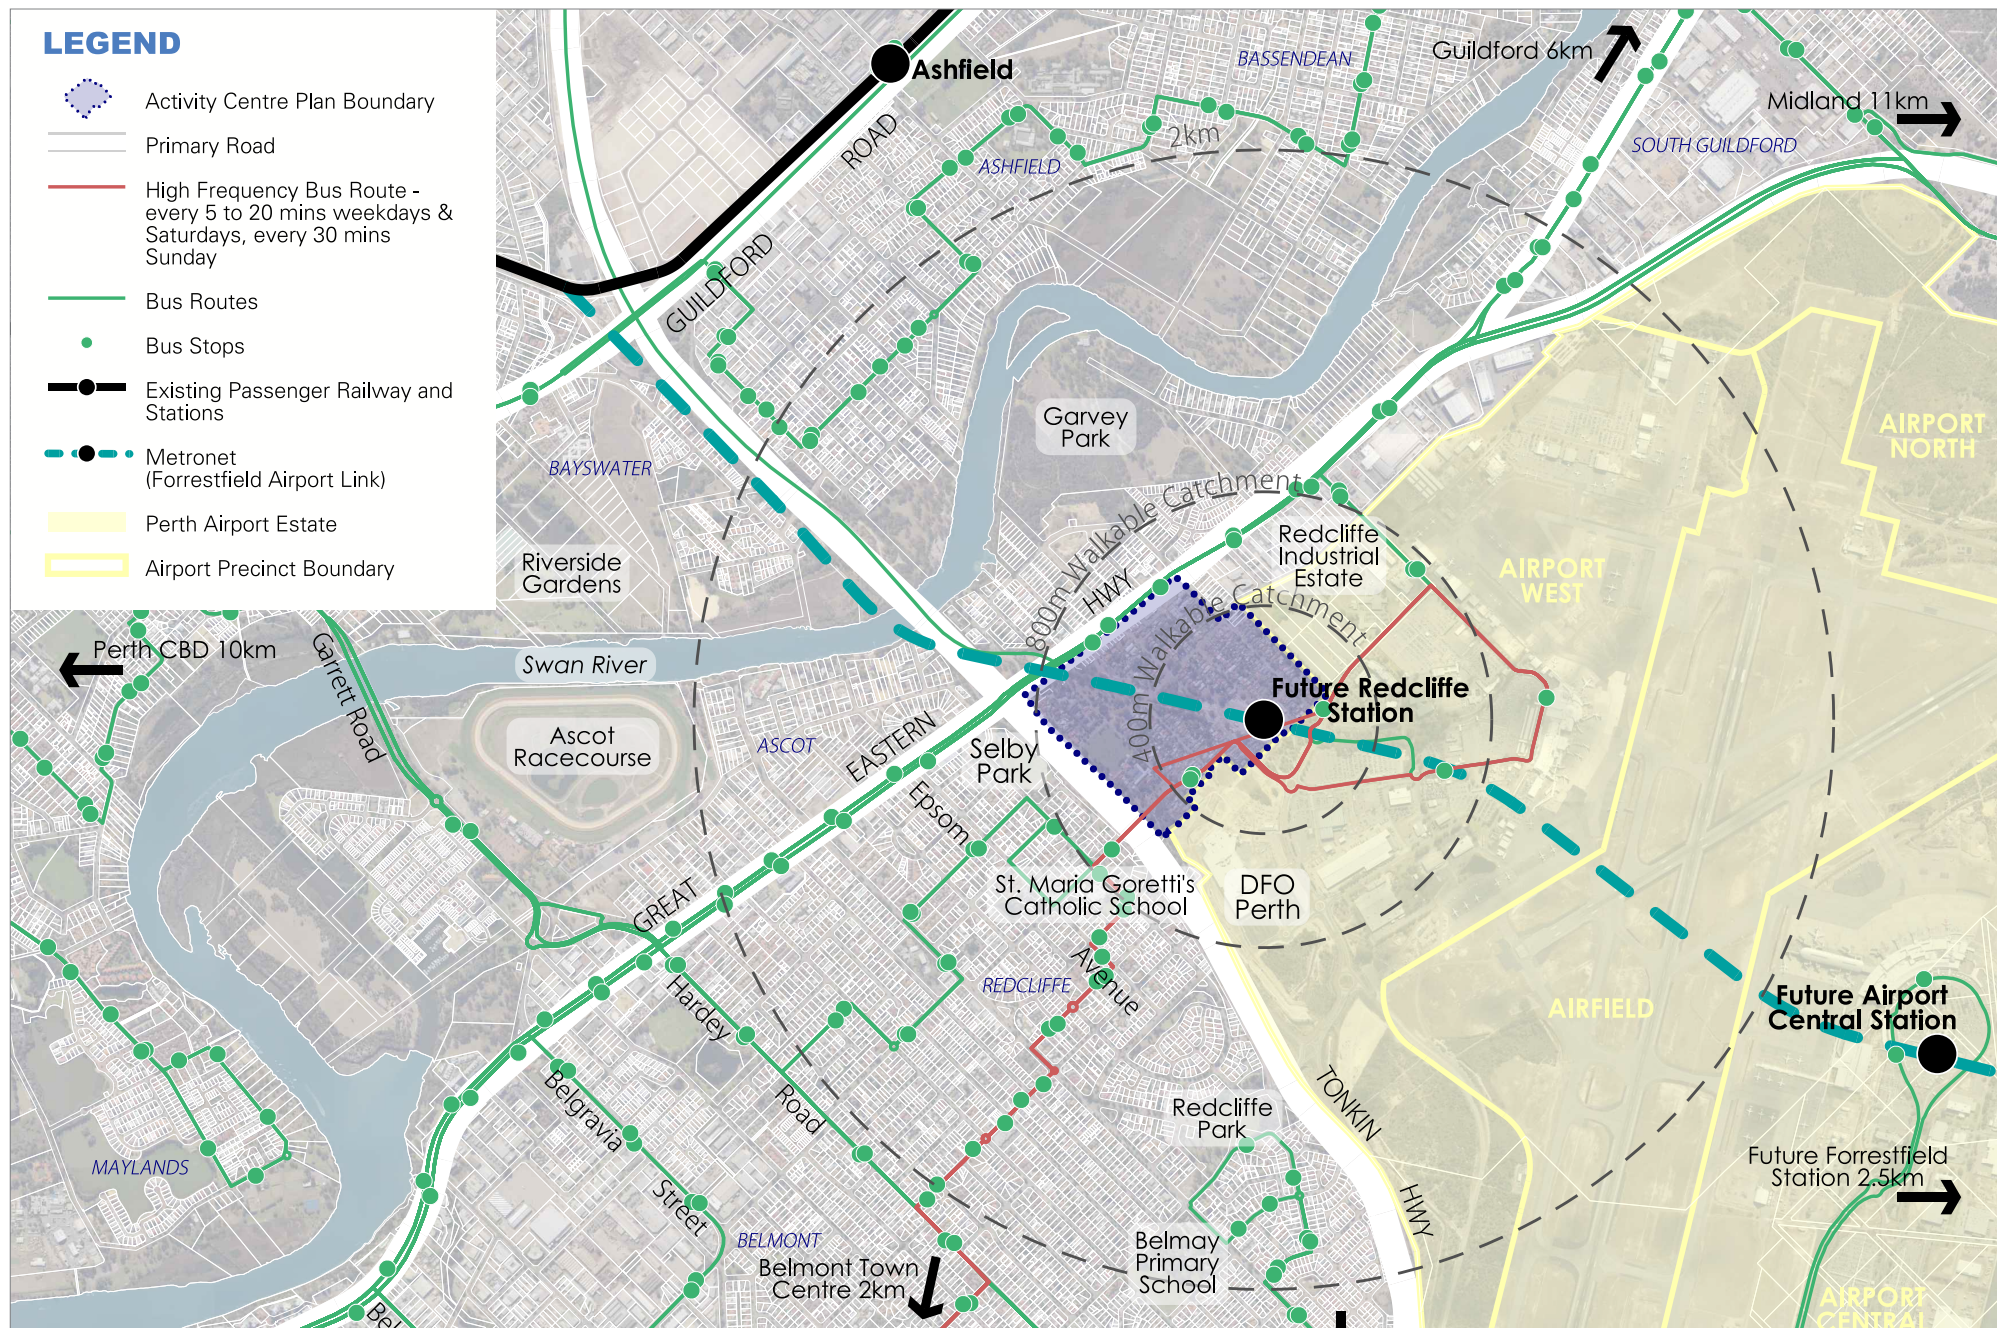 LEGEND
Activity Centre Plan Boundary
Primary Road
High Frequency Bus Route -
every 5 to 20 mins weekdays &
Saturdays, every 30 mins
Sunday
Bus Routes
Bus Stops
Existing Passenger Railway and
Stations
Metronet
(Forrestfield Airport Link)
Perth Airport Estate
Airport Precinct Boundary
Ashfield
BASSENDEAN
Guildford 6km
Midland 11km
SOUTH GUILDFORD
2km
ASHFIELD
GUILDFORD
ROAD
Garvey
Park
AIRPORT
NORTH
BAYSWATER
800m Walkable Catchment
Redcliffe
Industrial
Estate
Riverside
Gardens
HWY
400m Walkable Catchment
AIRPORT
WEST
Perth CBD 10km
Garrett Road
Swan River
Future Redcliffe
Station
Ascot
Racecourse
ASCOT
EASTERN
Selby
Park
Epsom
GREAT
St. Maria Goretti's
Catholic School
DFO
Perth
Avenue
REDCLIFFE
Hardey
Road
AIRFIELD
Future Airport
Central Station
Belgravia
Street
TONKIN
HWY
Redcliffe
Park
MAYLANDS
Future Forrestfield
Station 2.5km
BELMONT
Belmont Town
Centre 2km
Belmay
Primary
School
AIRPORT
CENTRAL
Bel